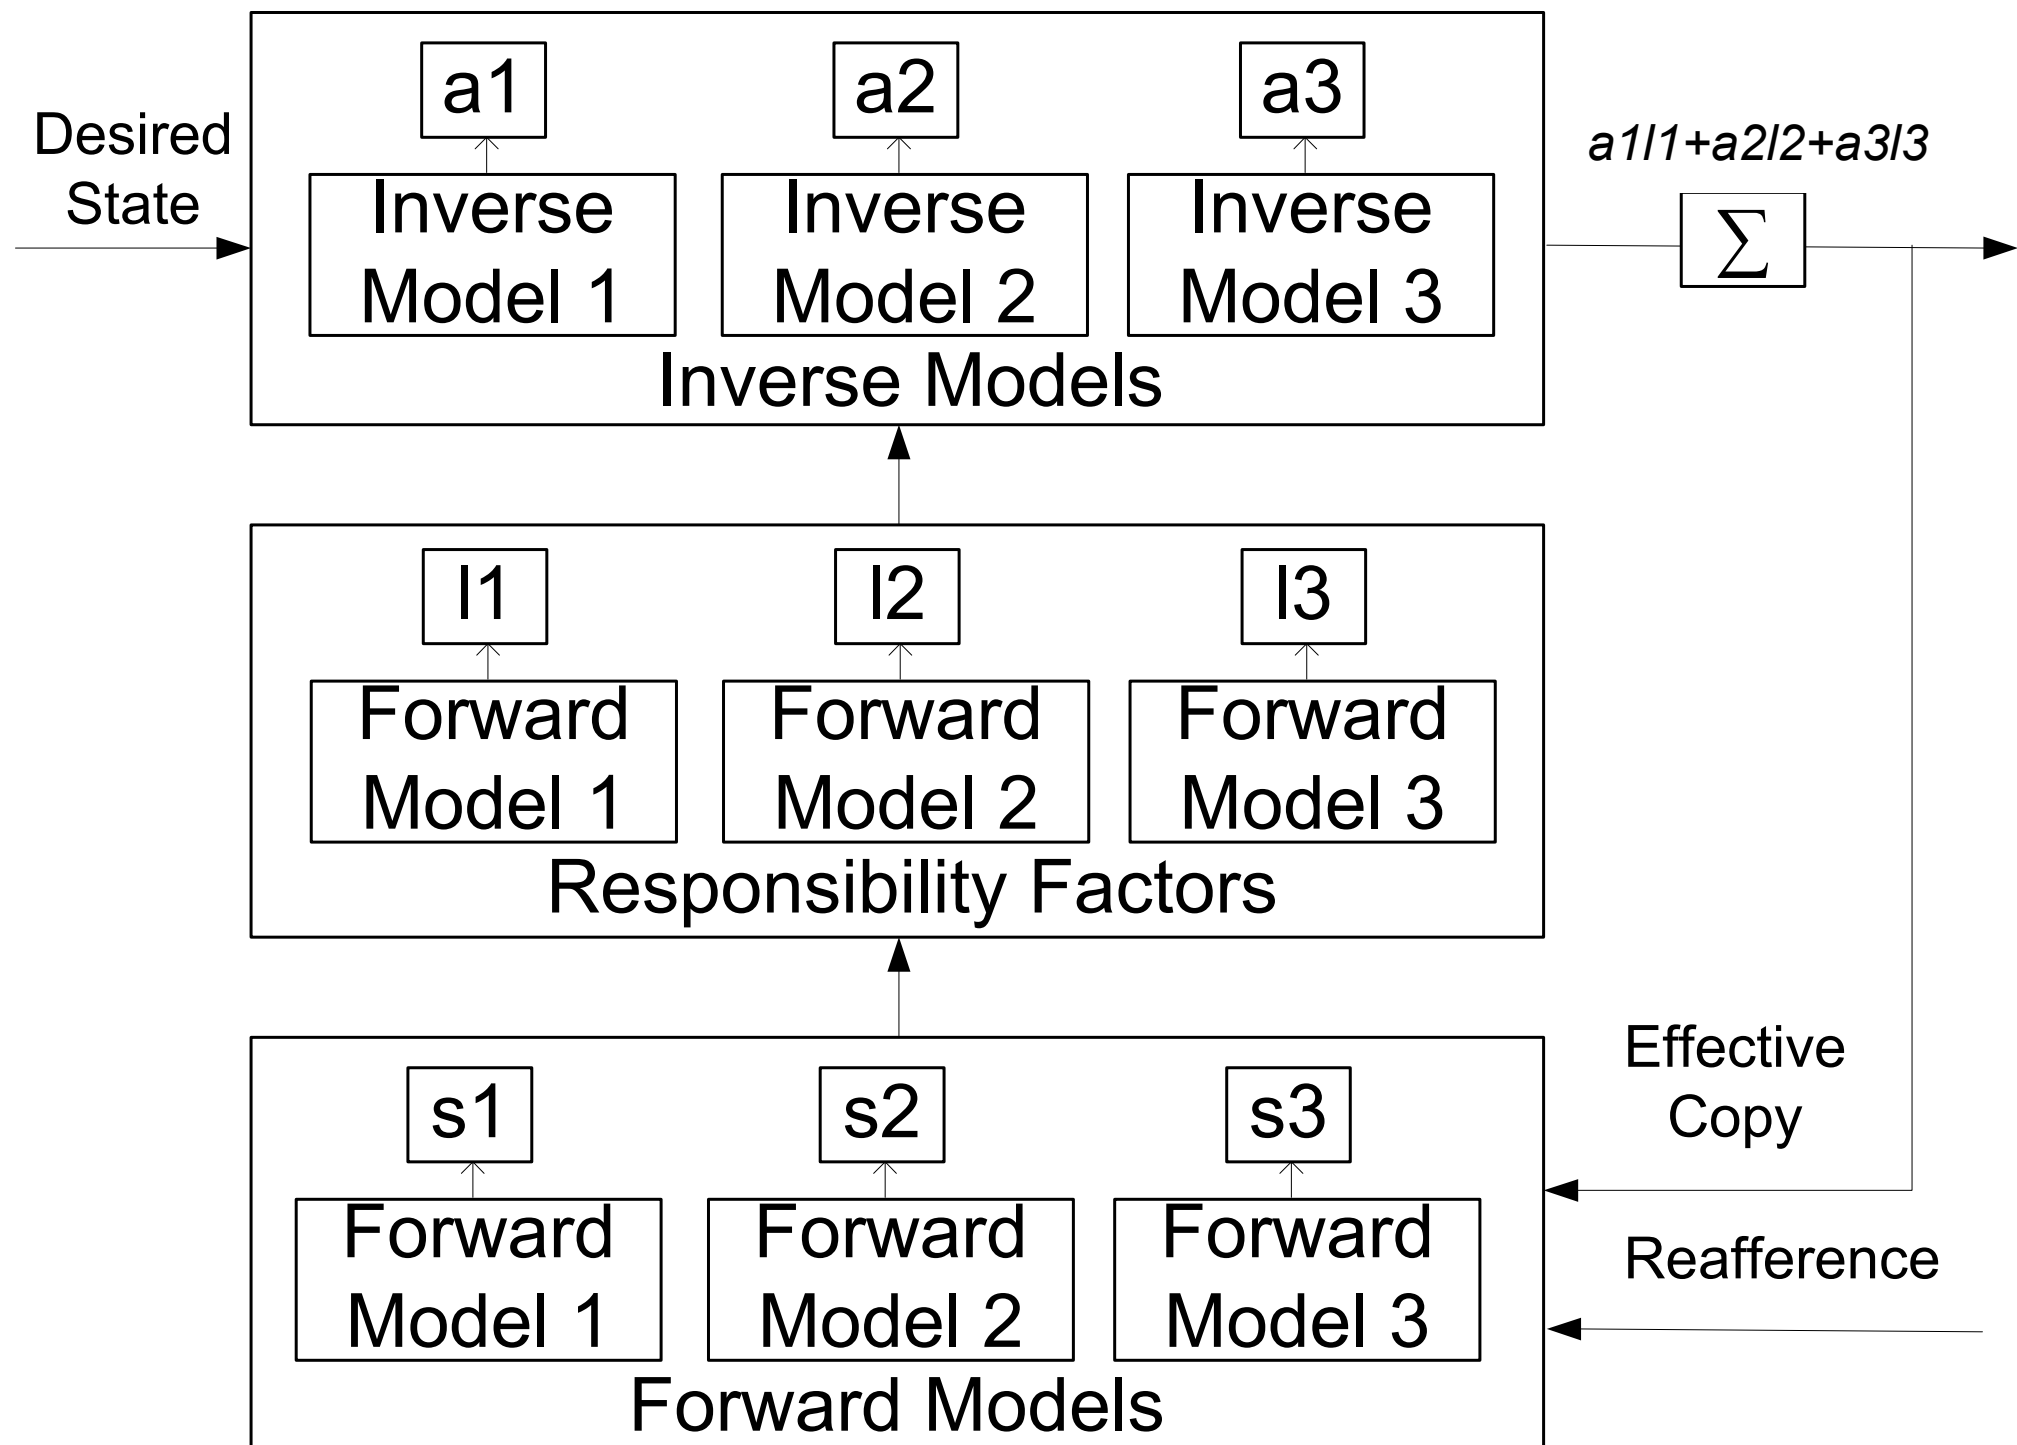 a1
a2
a3
Desired
State
a1l1+a2l2+a3l3
Inverse
Model 1
Inverse
Model 2
Inverse
Model 3
∑
Inverse Models
l1
l2
l3
Forward
Model 1
Forward
Model 2
Forward
Model 3
Responsibility Factors
Effective
Copy
s1
s2
s3
Forward
Model 1
Forward
Model 2
Forward
Model 3
Reafference
Forward Models